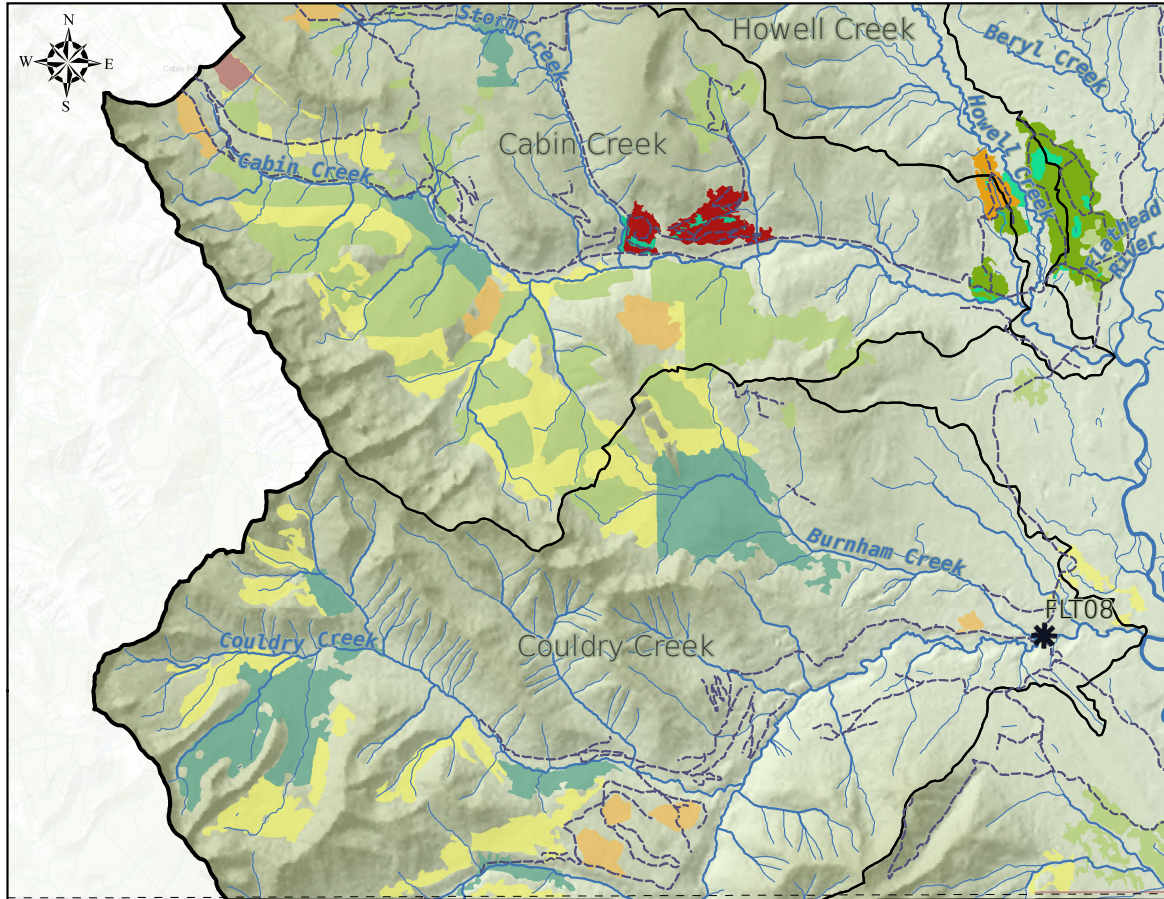 N
W
E
S
Storm Creek
Howell Creek
Beryl Creek
Howell Creek
Cabin Creek
Cabin Creek
Flathead
River
Burnham Creek
FLT08
Couldry Creek
Couldry Creek